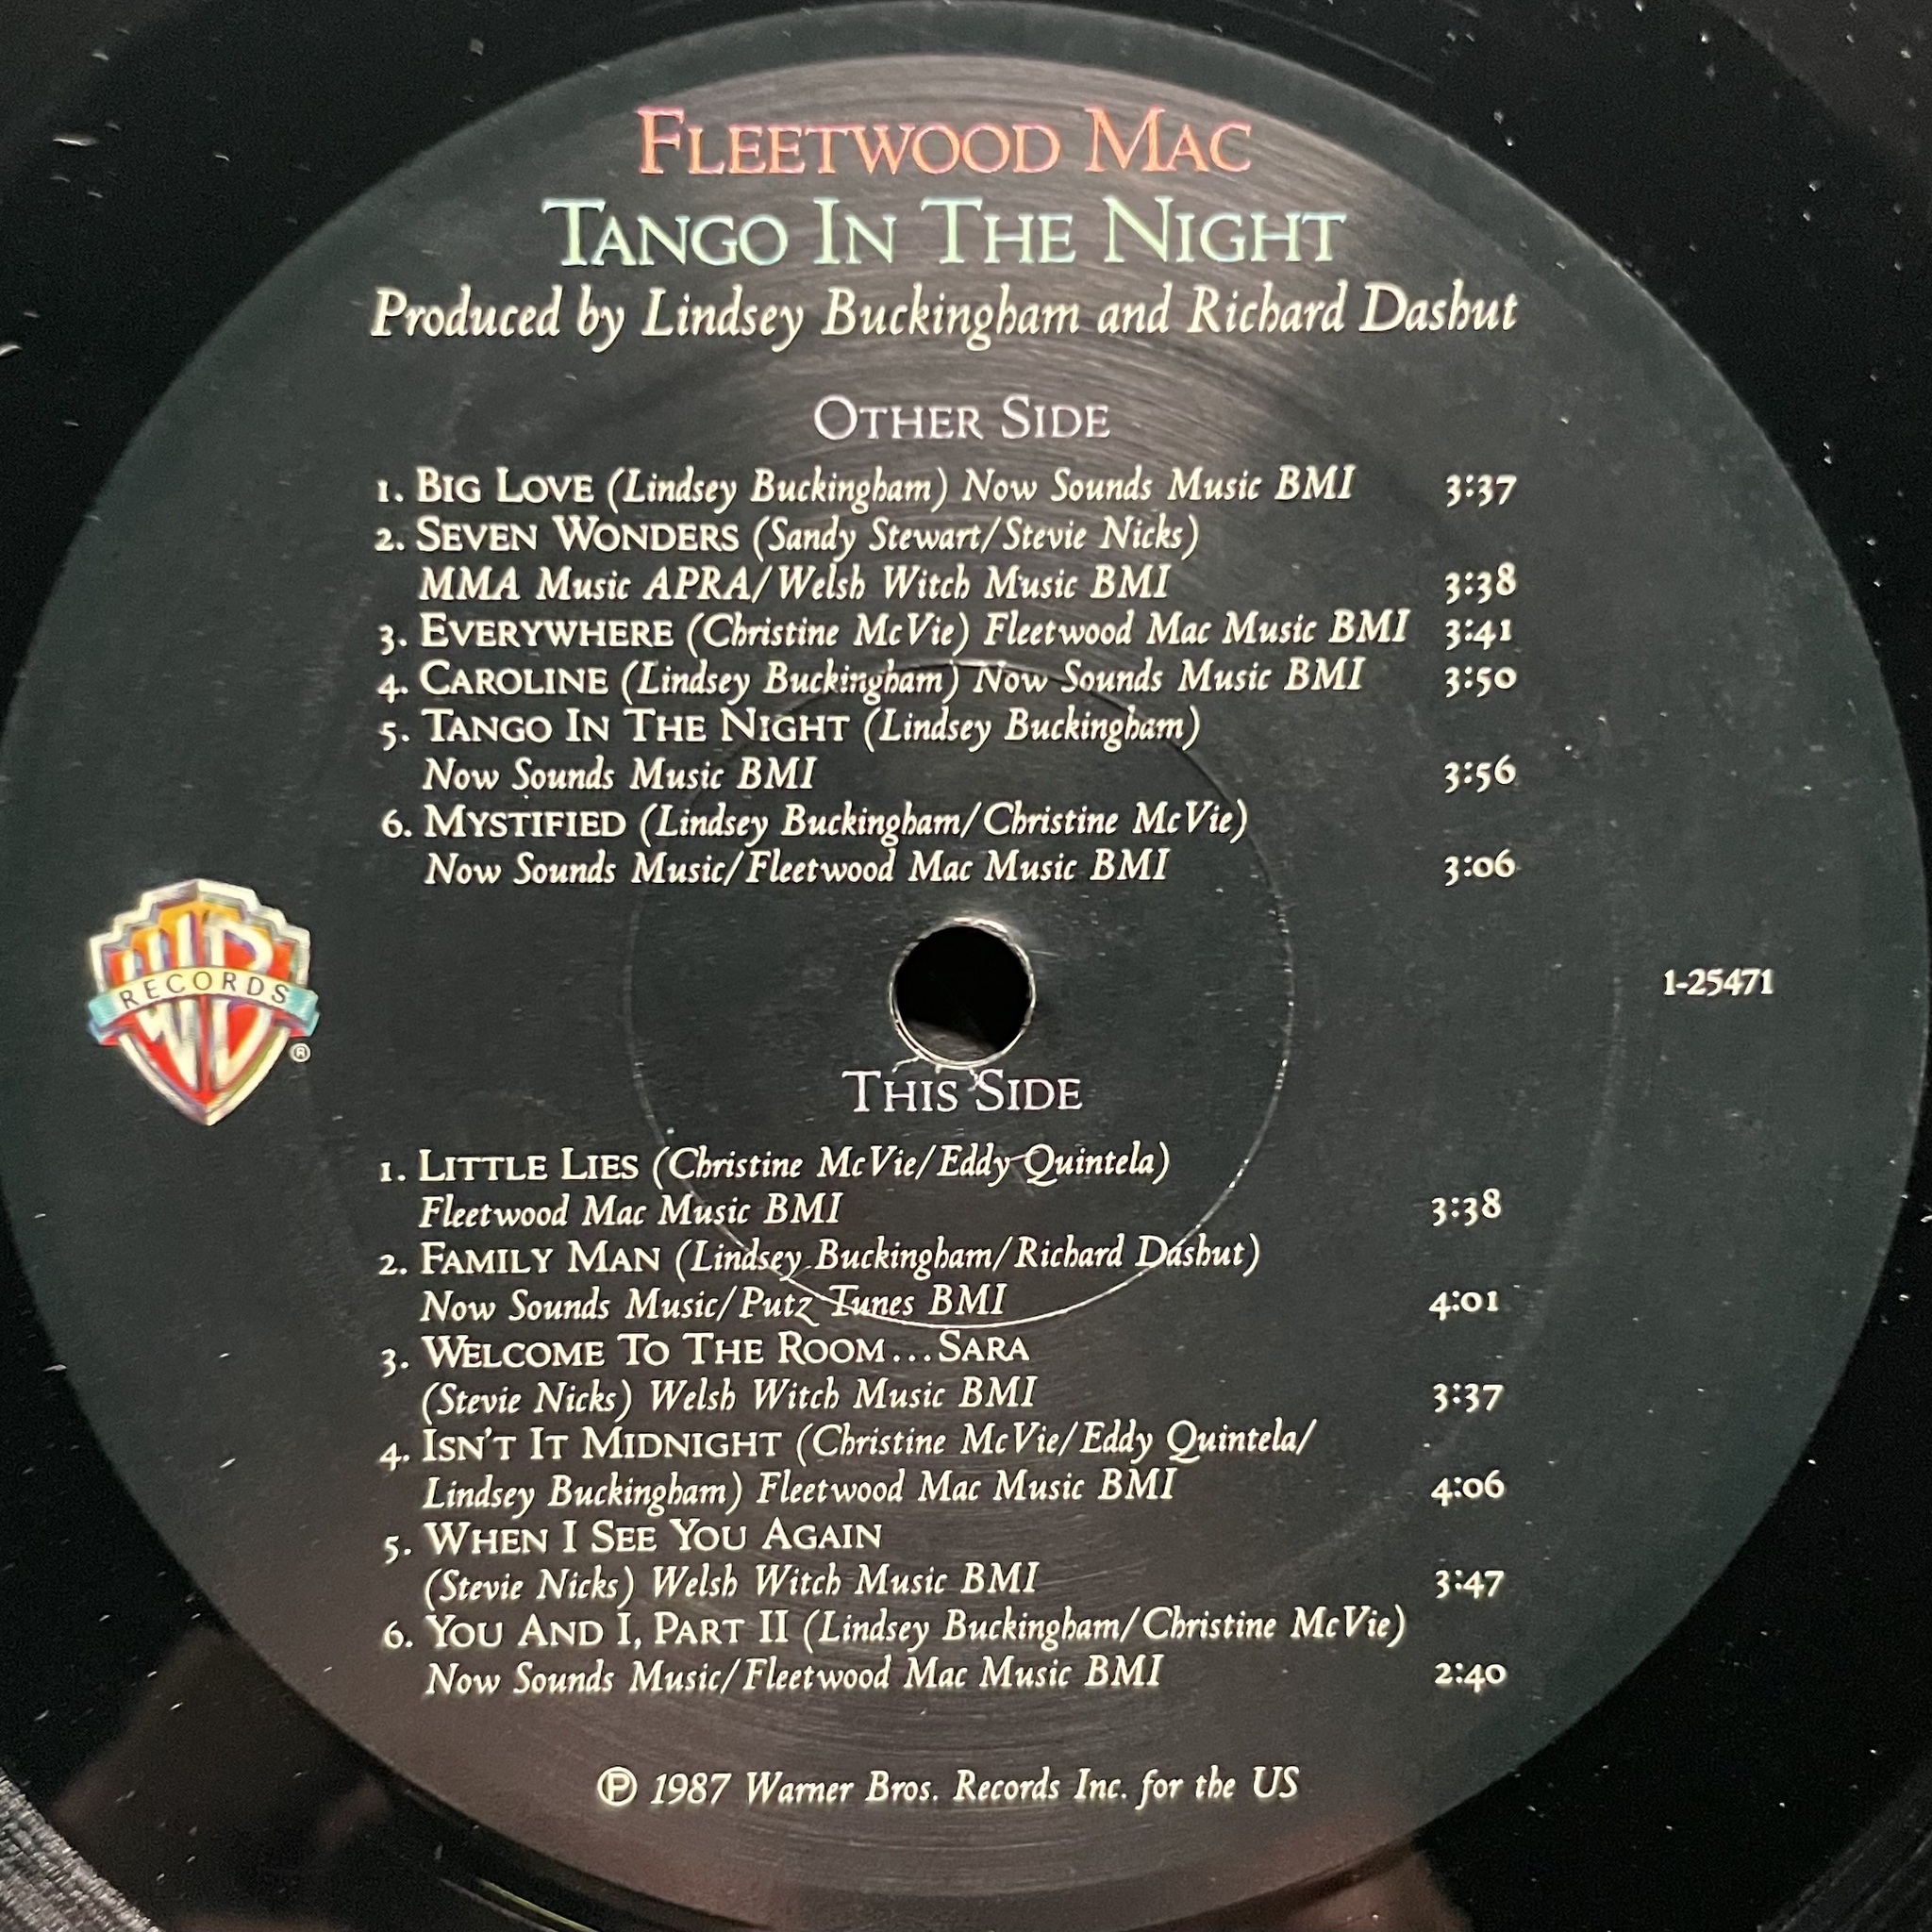 FLEETWOOD MAC
TANGO IN THE NIGHT
Produced by Lindsey Buckingham and Richard Dashut
OTHER SIDE
1. BIG LOVE (Lindsey Buckingham) Now Sounds Music BMI 3:37
2. SEVEN WONDERS (Sandy Stewart/Stevie Nicks)
MMA Music APRA/Welsh Witch Music BMI 3:38
3. EVERYWHERE (Christine McVie) Fleetwood Mac Music BMI 3:41
4. CAROLINE (Lindsey Buckingham) Now Sounds Music BMI 3:50
5. TANGO IN THE NIGHT (Lindsey Buckingham)
Now Sounds Music BMI 3:56
6. MYSTIFIED (Lindsey Buckingham/Christine McVie)
Now Sounds Music/Fleetwood Mac Music BMI 3:06
WB
RECORDS
®
1-25471
THIS SIDE
1. LITTLE LIES (Christine McVie/Eddy Quintela)
Fleetwood Mac Music BMI 3:38
2. FAMILY MAN (Lindsey Buckingham/Richard Dashut)
Now Sounds Music/Putz Tunes BMI 4:01
3. WELCOME TO THE ROOM...SARA
(Stevie Nicks) Welsh Witch Music BMI 3:37
4. ISN'T IT MIDNIGHT (Christine McVie/Eddy Quintela/
Lindsey Buckingham) Fleetwood Mac Music BMI 4:06
5. WHEN I SEE YOU AGAIN
(Stevie Nicks) Welsh Witch Music BMI 3:47
6. YOU AND I, PART II (Lindsey Buckingham/Christine McVie)
Now Sounds Music/Fleetwood Mac Music BMI 2:40
℗ 1987 Warner Bros. Records Inc. for the US